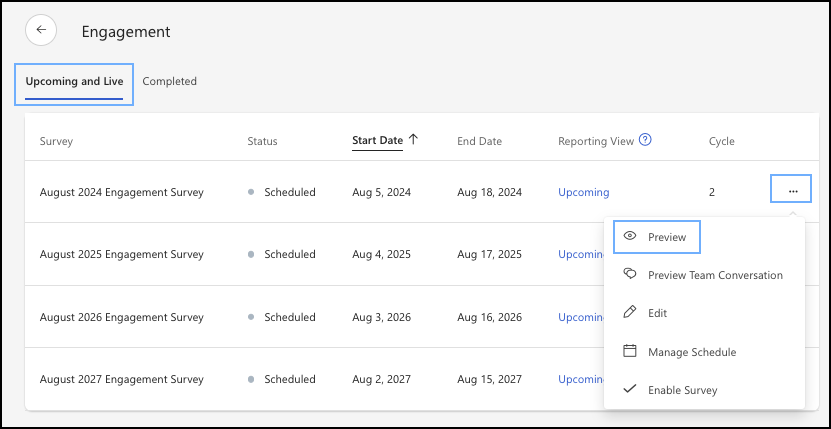 Engagement
Upcoming and Live Completed
Survey Status Start Date End Date Reporting View Cycle
August 2024 Engagement Survey Scheduled Aug 5, 2024 Aug 18, 2024 Upcoming 2 ...
Preview
August 2025 Engagement Survey Scheduled Aug 4, 2025 Aug 17, 2025 Upcoming
Preview Team Conversation
Edit
August 2026 Engagement Survey Scheduled Aug 3, 2026 Aug 16, 2026 Upcoming
Manage Schedule
August 2027 Engagement Survey Scheduled Aug 2, 2027 Aug 15, 2027 Upcoming
Enable Survey